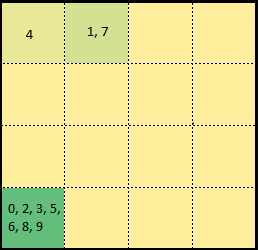 4
1, 7
0, 2, 3, 5,
6, 8, 9